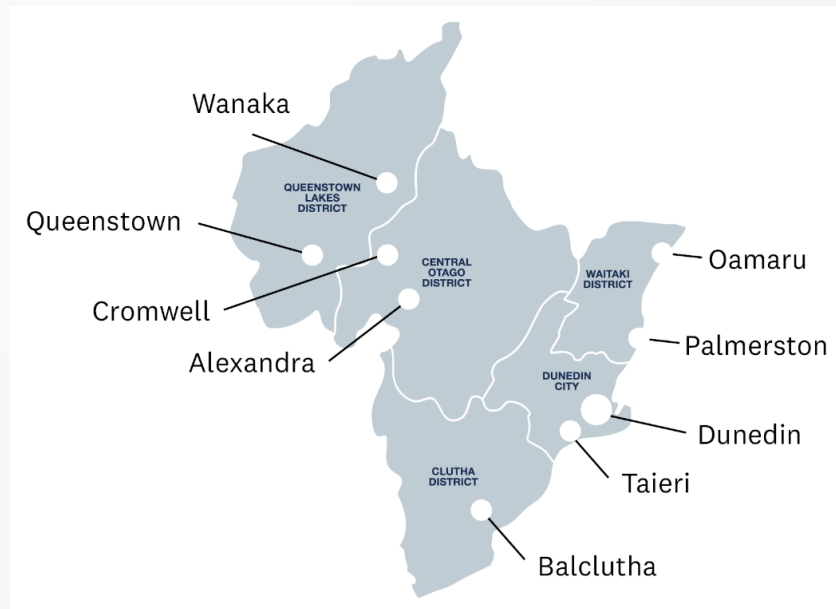 Wanaka
QUEENSTOWN
LAKES
DISTRICT
Queenstown
CENTRAL
OTAGO
DISTRICT
WAITAKI
DISTRICT
Oamaru
Cromwell
Alexandra
Palmerston
DUNEDIN
CITY
Dunedin
CLUTHA
DISTRICT
Taieri
Balclutha